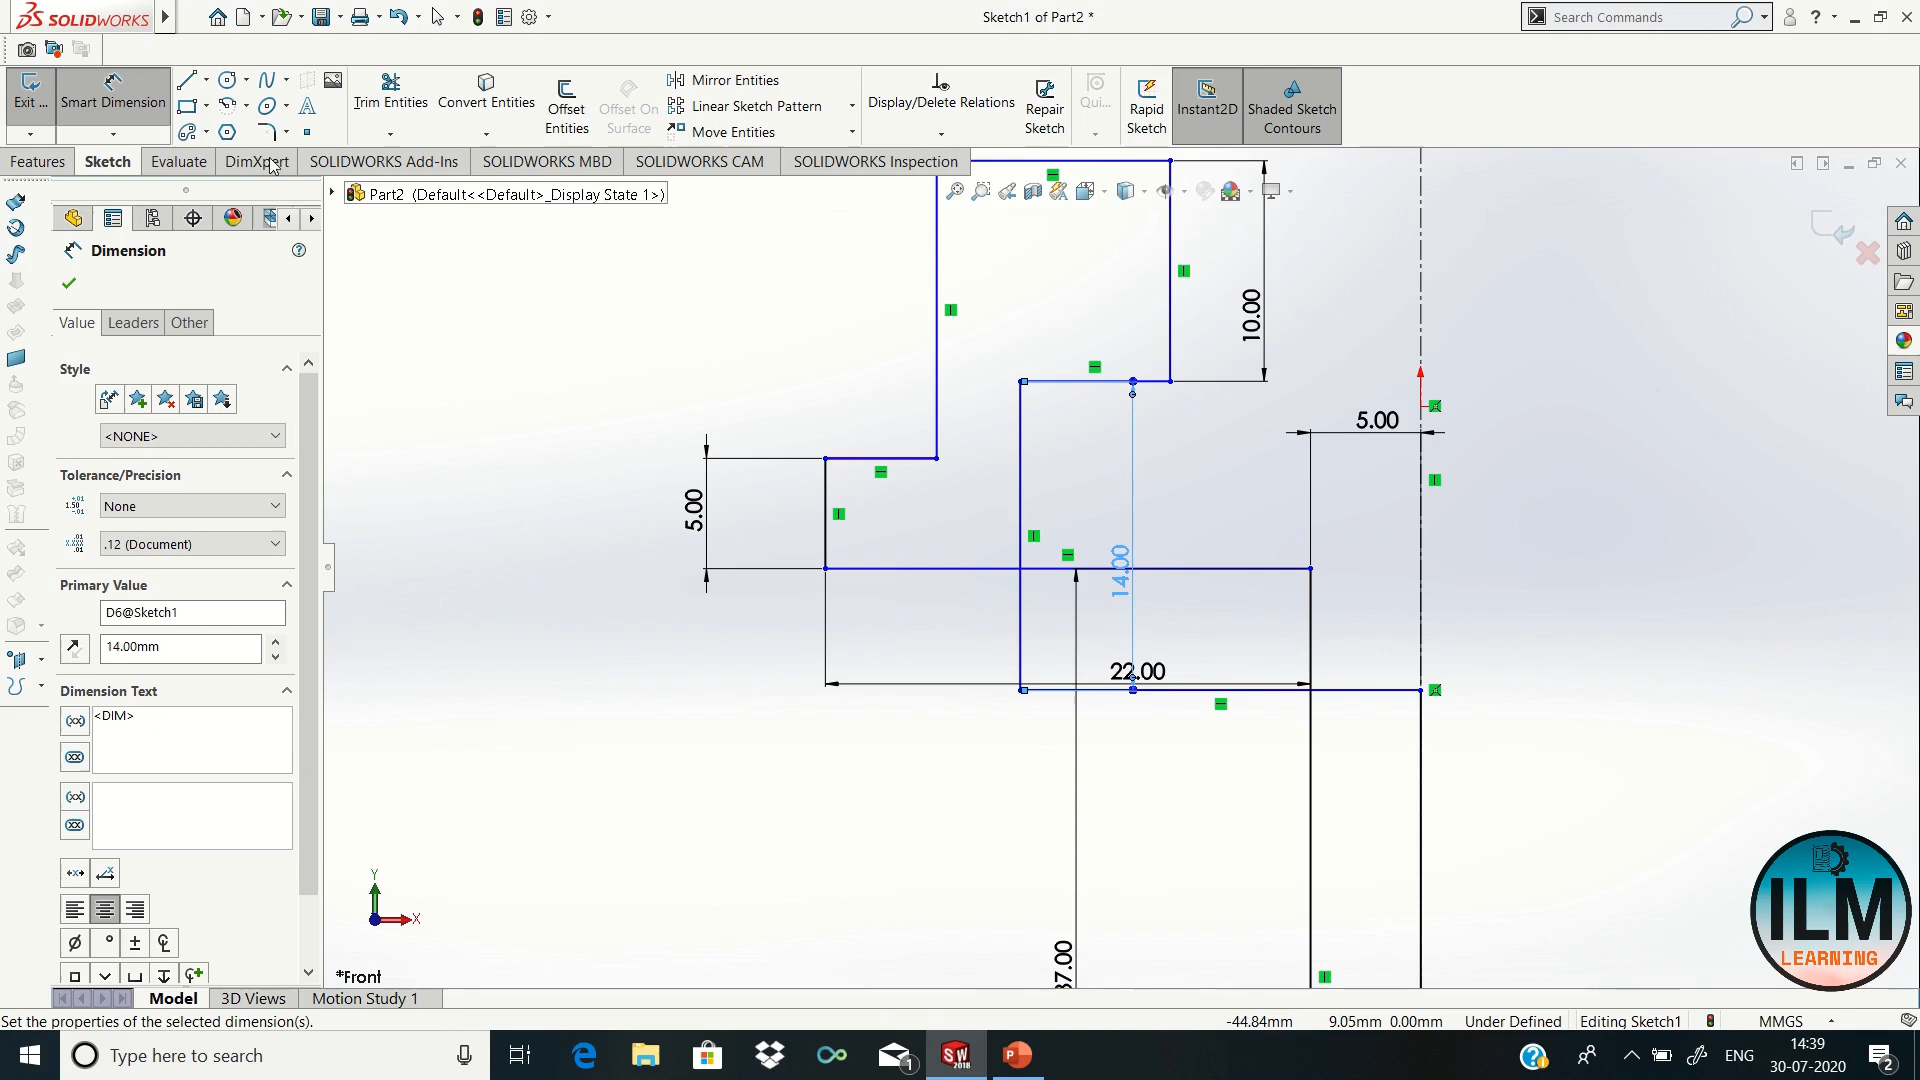 SOLIDWORKS
Sketch1 of Part2 *
Search Commands
?
Exit ...
Smart Dimension
Trim Entities
Convert Entities
Offset
Entities
Offset On
Surface
Mirror Entities
Linear Sketch Pattern
Move Entities
Display/Delete Relations
Repair
Sketch
Qui...
Rapid
Sketch
Instant2D
Shaded Sketch
Contours
Features
Sketch
Evaluate
DimXpert
SOLIDWORKS Add-Ins
SOLIDWORKS MBD
SOLIDWORKS CAM
SOLIDWORKS Inspection
Part2 (Default<<Default>_Display State 1>)
Dimension
Value
Leaders
Other
Style
<NONE>
Tolerance/Precision
None
.12 (Document)
Primary Value
D6@Sketch1
14.00mm
Dimension Text
<DIM>
10.00
5.00
5.00
14.00
22.00
37.00
Y
X
*Front
ILM
LEARNING
Model
3D Views
Motion Study 1
Set the properties of the selected dimension(s).
-44.84mm
9.05mm 0.00mm
Under Defined
Editing Sketch1
MMGS
Type here to search
1
SW
2018
P
ENG
14:39
30-07-2020
2